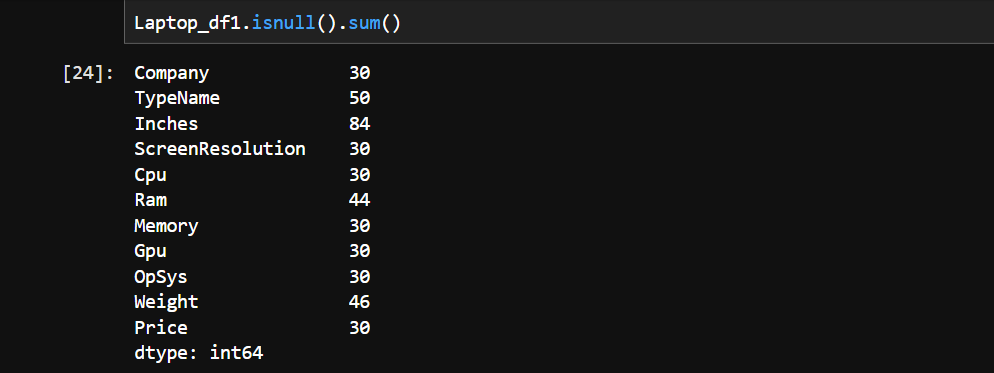 Laptop_df1.isnull().sum()
[24]: Company 30
TypeName 50
Inches 84
ScreenResolution 30
Cpu 30
Ram 44
Memory 30
Gpu 30
OpSys 30
Weight 46
Price 30
dtype: int64